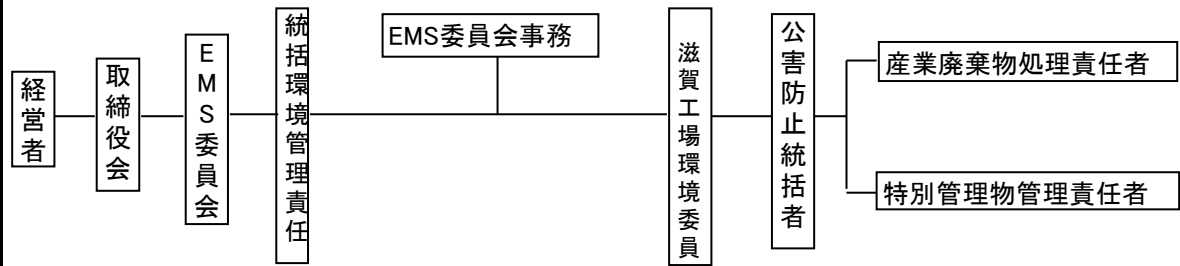 経営者
取締役会
EMS委員会
統括環境管理責任
EMS委員会事務
滋賀工場環境委員
公害防止統括者
産業廃棄物処理責任者
特別管理物管理責任者